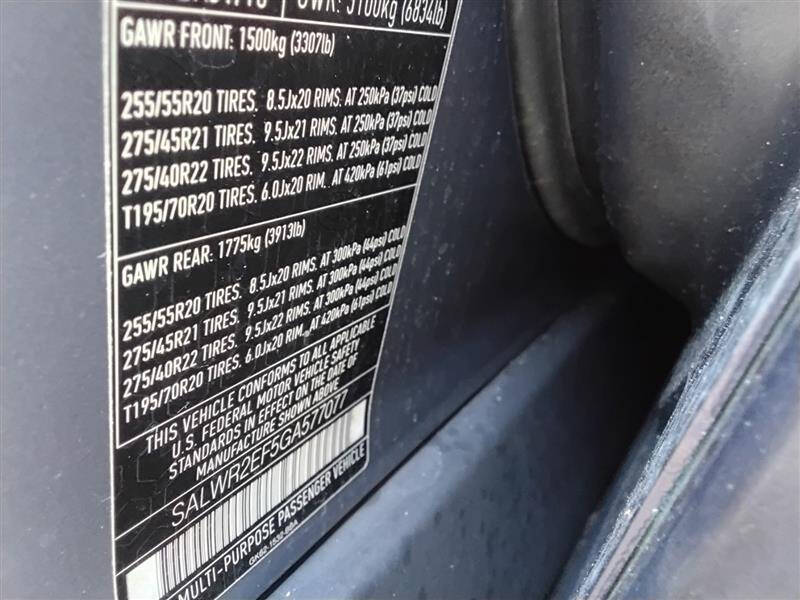 GVWR: 3100kg (6834lb)
GAWR FRONT: 1500kg (3307lb)
255/55R20 TIRES. 8.5Jx20 RIMS. AT 250kPa (37psi) COLD
275/45R21 TIRES. 9.5Jx21 RIMS. AT 250kPa (37psi) COLD
275/40R22 TIRES. 9.5Jx22 RIMS. AT 250kPa (37psi) COLD
T195/70R20 TIRES. 6.0Jx20 RIM. AT 420kPa (61psi) COLD
GAWR REAR: 1775kg (3913lb)
255/55R20 TIRES. 8.5Jx20 RIMS. AT 300kPa (44psi) COLD
275/45R21 TIRES. 9.5Jx21 RIMS. AT 300kPa (44psi) COLD
275/40R22 TIRES. 9.5Jx22 RIMS. AT 300kPa (44psi) COLD
T195/70R20 TIRES. 6.0Jx20 RIM. AT 420kPa (61psi) COLD
THIS VEHICLE CONFORMS TO ALL APPLICABLE
U.S. FEDERAL MOTOR VEHICLE SAFETY
STANDARDS IN EFFECT ON THE DATE OF
MANUFACTURE SHOWN ABOVE
SALWR2EF5GA577077
MULTI-PURPOSE PASSENGER VEHICLE